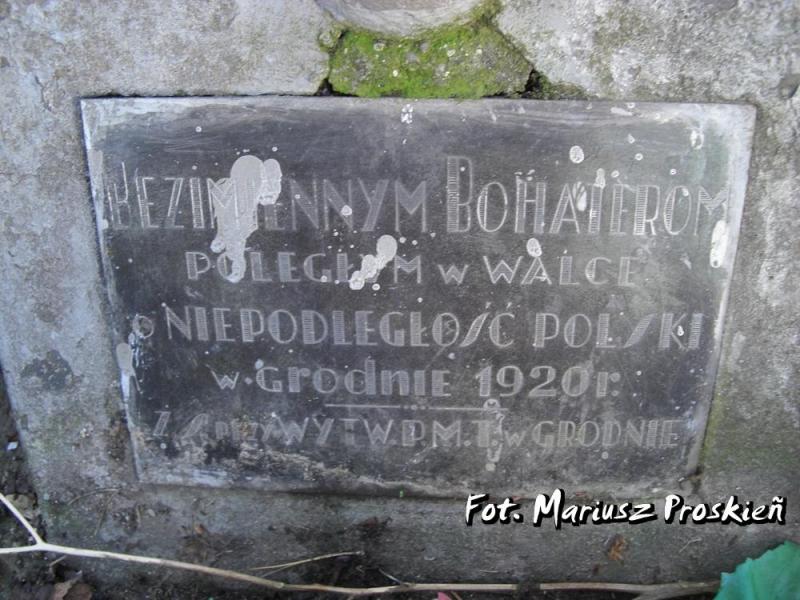 BEZIMIENNYM BOHATEROM
POLEGŁYM w WALCE
o NIEPODLEGŁOŚĆ POLSKI
w. GRODNIE 1920 r.
w GRODNIE
Fot. Mariusz Proskień